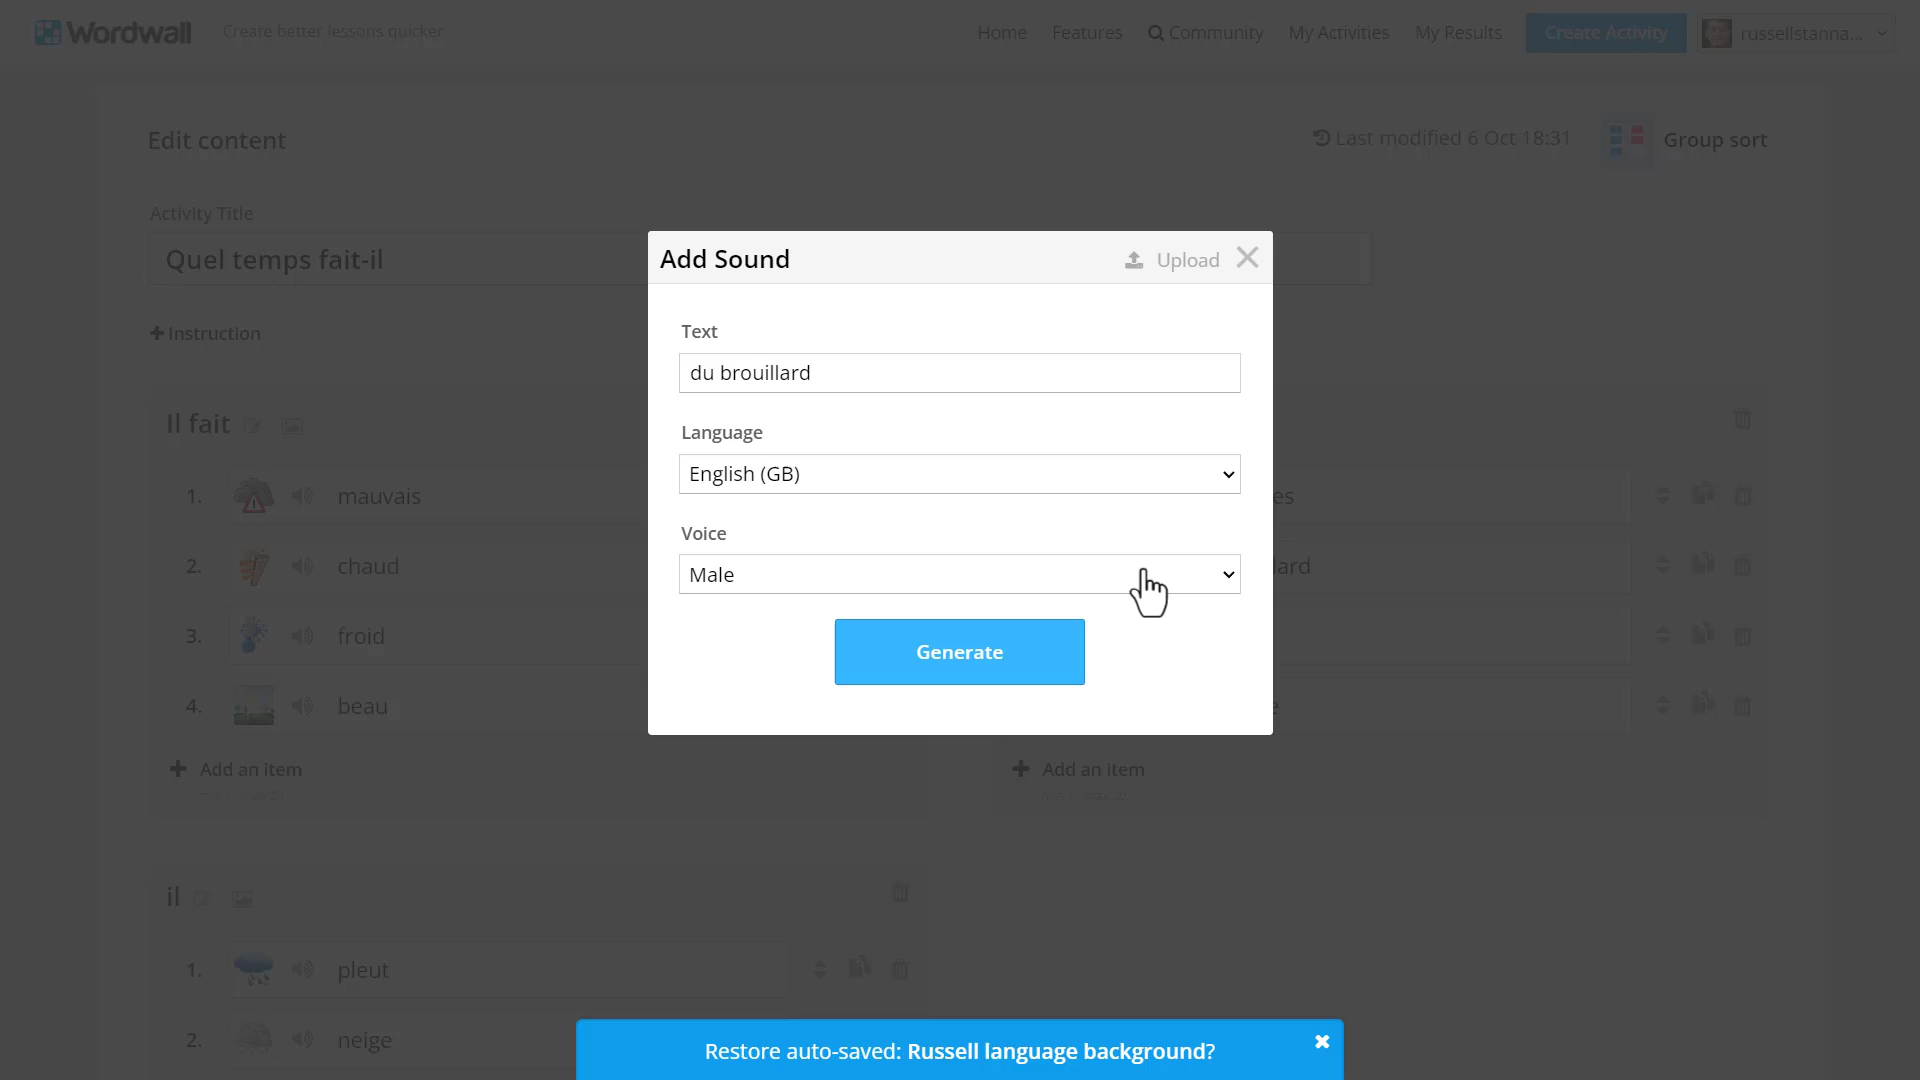 Wordwall
Create better lessons quicker
Home
Features
Community
My Activities
My Results
Create Activity
russellstanna...
Edit content
Last modified 6 Oct 18:31
Group sort
Activity Title
Quel temps fait-il
Instruction
Add Sound
Upload
Text
du brouillard
Language
English (GB)
Voice
Male
Generate
Il fait
1. mauvais
2. chaud
3. froid
4. beau
Add an item
es
lard
e
Add an item
il
1. pleut
2. neige
Restore auto-saved: Russell language background?